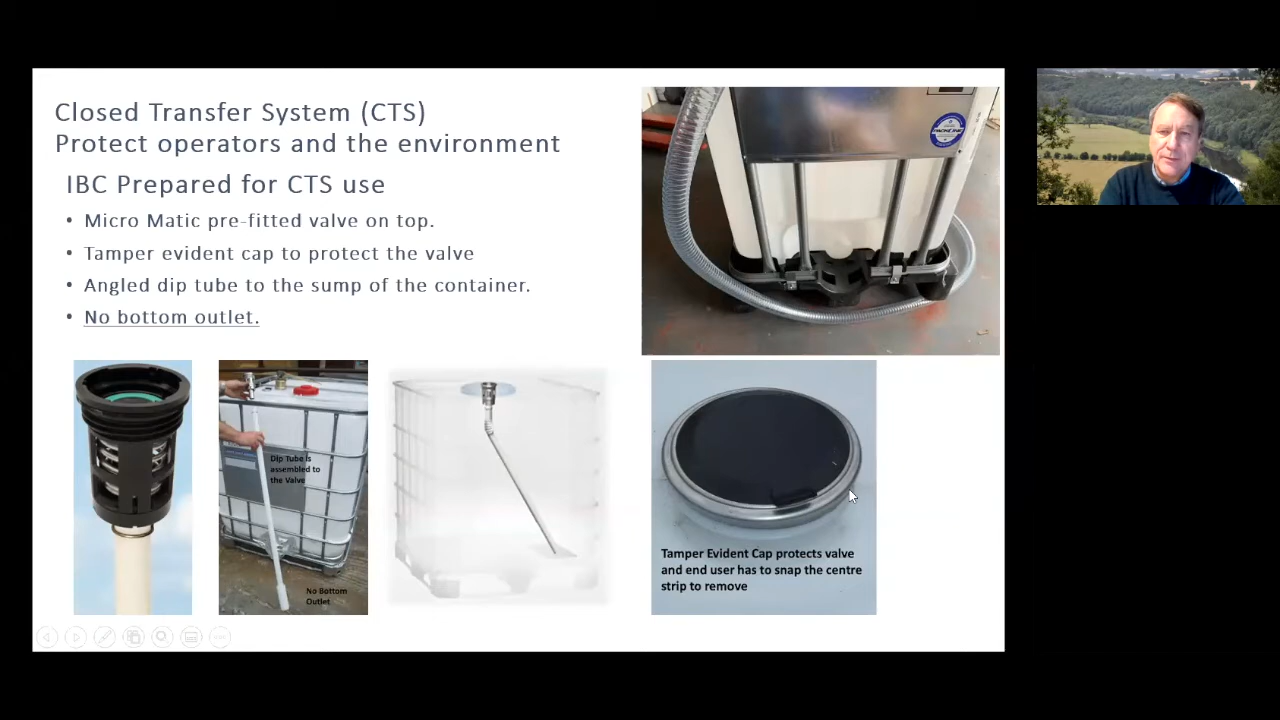 Closed Transfer System (CTS)
Protect operators and the environment
IBC Prepared for CTS use
• Micro Matic pre-fitted valve on top.
• Tamper evident cap to protect the valve
• Angled dip tube to the sump of the container.
• No bottom outlet.
Dip Tube is
assembled to
the Valve
No Bottom
Outlet
Tamper Evident Cap protects valve
and end user has to snap the centre
strip to remove